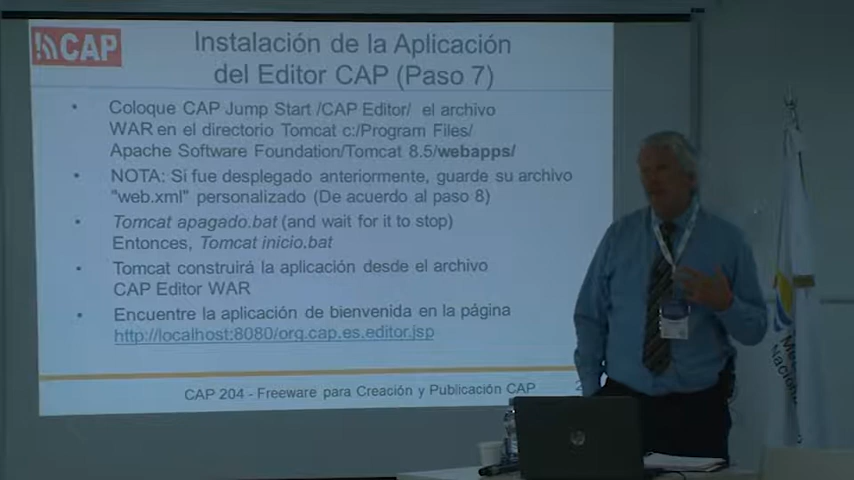 CAP
Instalación de la Aplicación
del Editor CAP (Paso 7)
• Coloque CAP Jump Start /CAP Editor/ el archivo
WAR en el directorio Tomcat c:/Program Files/
Apache Software Foundation/Tomcat 8.5/webapps/
• NOTA: Sí fue desplegado anteriormente, guarde su archivo
"web.xml" personalizado (De acuerdo al paso 8)
• Tomcat apagado.bat (and wait for it to stop)
Entonces, Tomcat inicio.bat
• Tomcat construirá la aplicación desde el archivo
CAP Editor WAR
• Encuentre la aplicación de bienvenida en la página
http://localhost:8080/org.cap.es.editor.jsp
CAP 204 - Freeware para Creación y Publicación CAP
hp